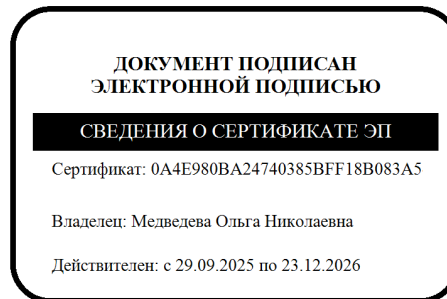 ДОКУМЕНТ ПОДПИСАН
ЭЛЕКТРОННОЙ ПОДПИСЬЮ
СВЕДЕНИЯ О СЕРТИФИКАТЕ ЭП
Сертификат: 0A4E980BA24740385BFF18B083A5
Владелец: Медведева Ольга Николаевна
Действителен: с 29.09.2025 по 23.12.2026